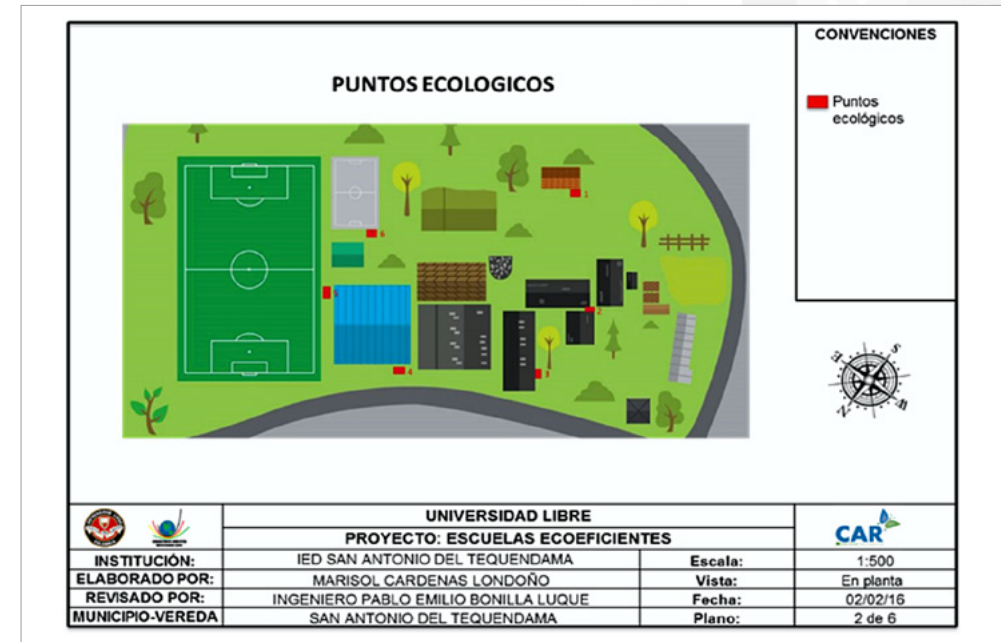 CONVENCIONES
PUNTOS ECOLOGICOS
Puntos
ecológicos
1
6
5
2
3
4
S
E
W
N
UNIVERSIDAD LIBRE
PROYECTO: ESCUELAS ECOEFICIENTES
CAR
INSTITUCIÓN: IED SAN ANTONIO DEL TEQUENDAMA Escala: 1:500
ELABORADO POR: MARISOL CARDENAS LONDOÑO Vista: En planta
REVISADO POR: INGENIERO PABLO EMILIO BONILLA LUQUE Fecha: 02/02/16
MUNICIPIO-VEREDA SAN ANTONIO DEL TEQUENDAMA Plano: 2 de 6